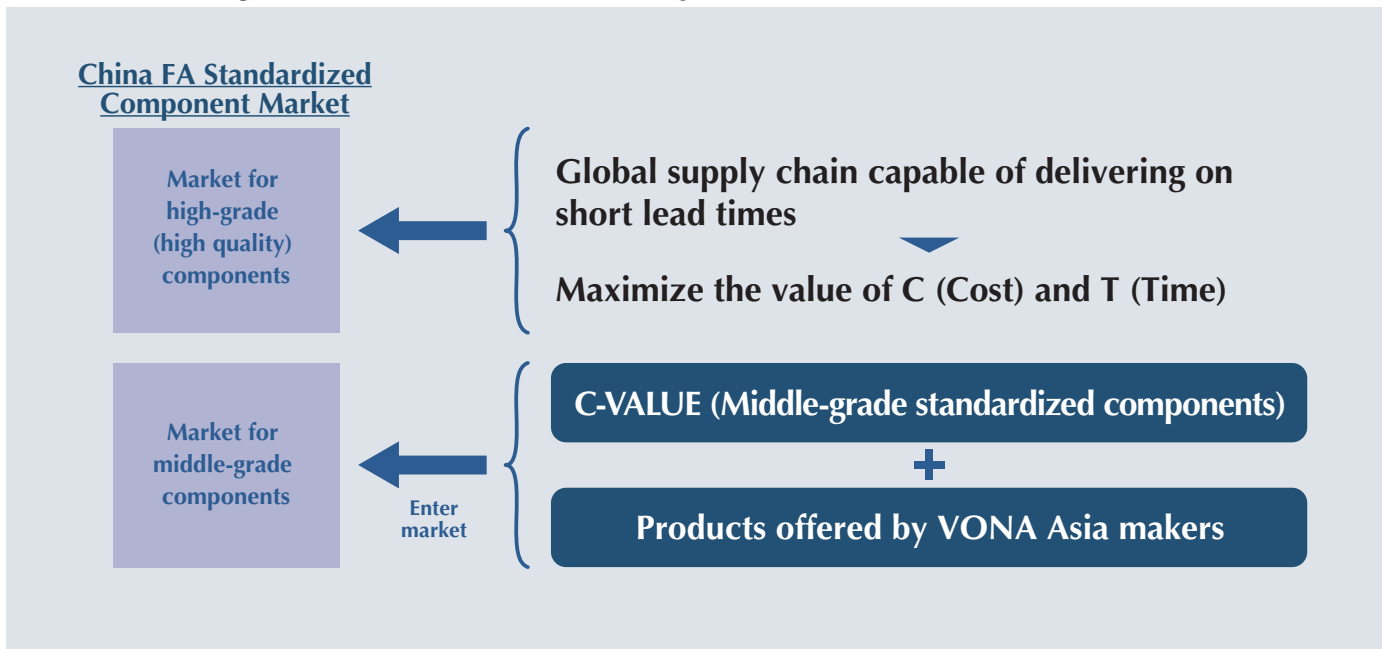 China FA Standardized
Component Market
Market for
high-grade
(high quality)
components
Global supply chain capable of delivering on
short lead times
Maximize the value of C (Cost) and T (Time)
Market for
middle-grade
components
Enter
market
C-VALUE (Middle-grade standardized components)
+
Products offered by VONA Asia makers